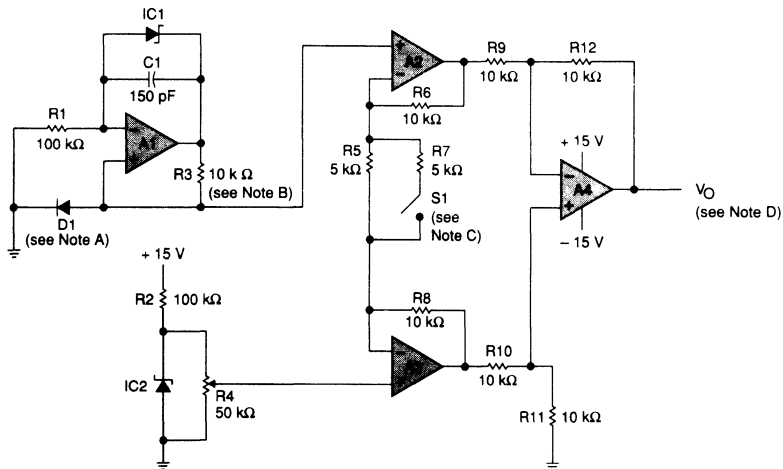 IC1
C1
150 pF
R1
100 kΩ
A1
R3
10 k Ω
(see Note B)
D1
(see Note A)
+ 15 V
R2
100 kΩ
IC2
R4
50 kΩ
A2
R6
10 kΩ
R5
5 kΩ
R7
5 kΩ
S1
(see
Note C)
R8
10 kΩ
R9
10 kΩ
R12
10 kΩ
+ 15 V
A4
− 15 V
VO
(see Note D)
R10
10 kΩ
R11
10 kΩ